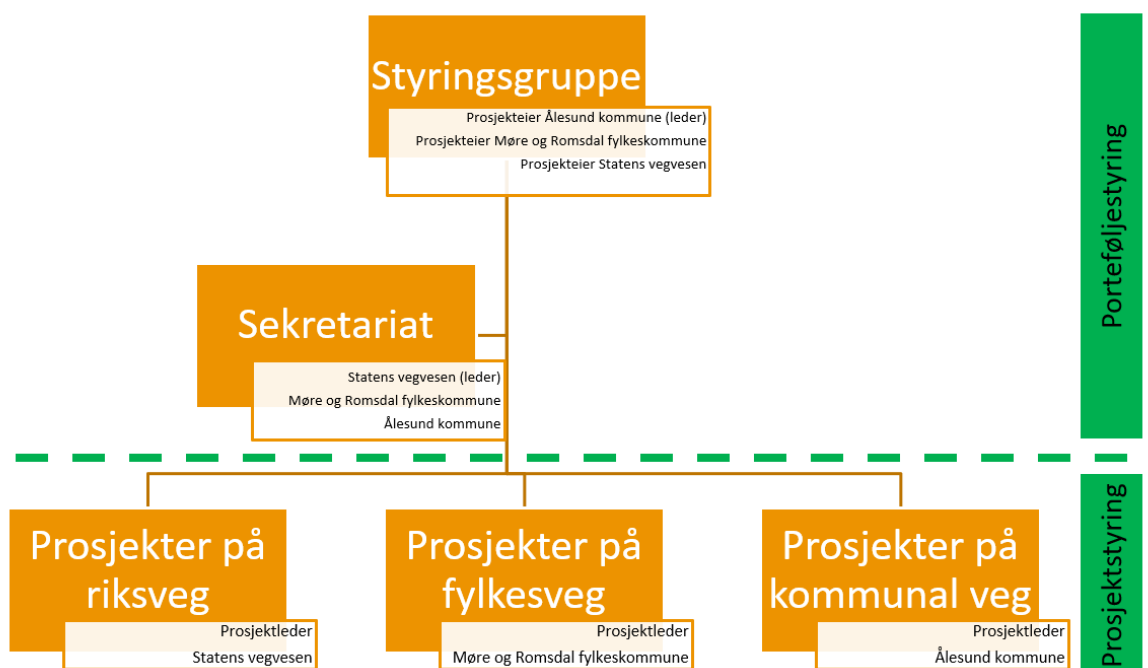 Styringsgruppe
Prosjekteier Ålesund kommune (leder)
Prosjekteier Møre og Romsdal fylkeskommune
Prosjekteier Statens vegvesen
Porteføljestyring
Sekretariat
Statens vegvesen (leder)
Møre og Romsdal fylkeskommune
Ålesund kommune
Prosjekter på
riksveg
Prosjektleder
Statens vegvesen
Prosjekter på
fylkesveg
Prosjektleder
Møre og Romsdal fylkeskommune
Prosjekter på
kommunal veg
Prosjektleder
Ålesund kommune
Prosjektstyring